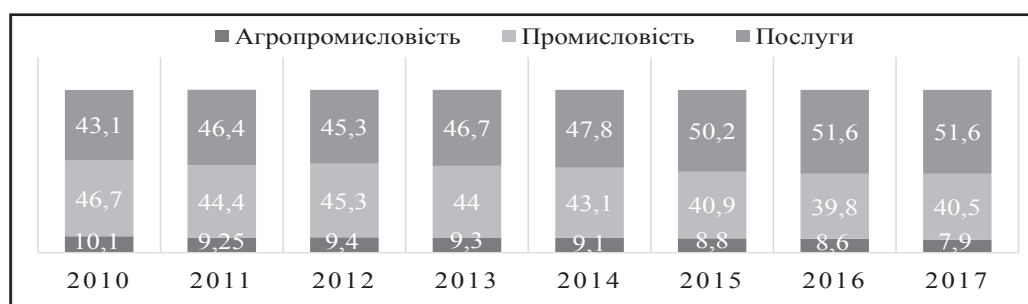 Агропромисловість Промисловість Послуги
43,1 46,4 45,3 46,7 47,8 50,2 51,6 51,6
46,7 44,4 45,3 44 43,1 40,9 39,8 40,5
10,1 9,25 9,4 9,3 9,1 8,8 8,6 7,9
2010 2011 2012 2013 2014 2015 2016 2017